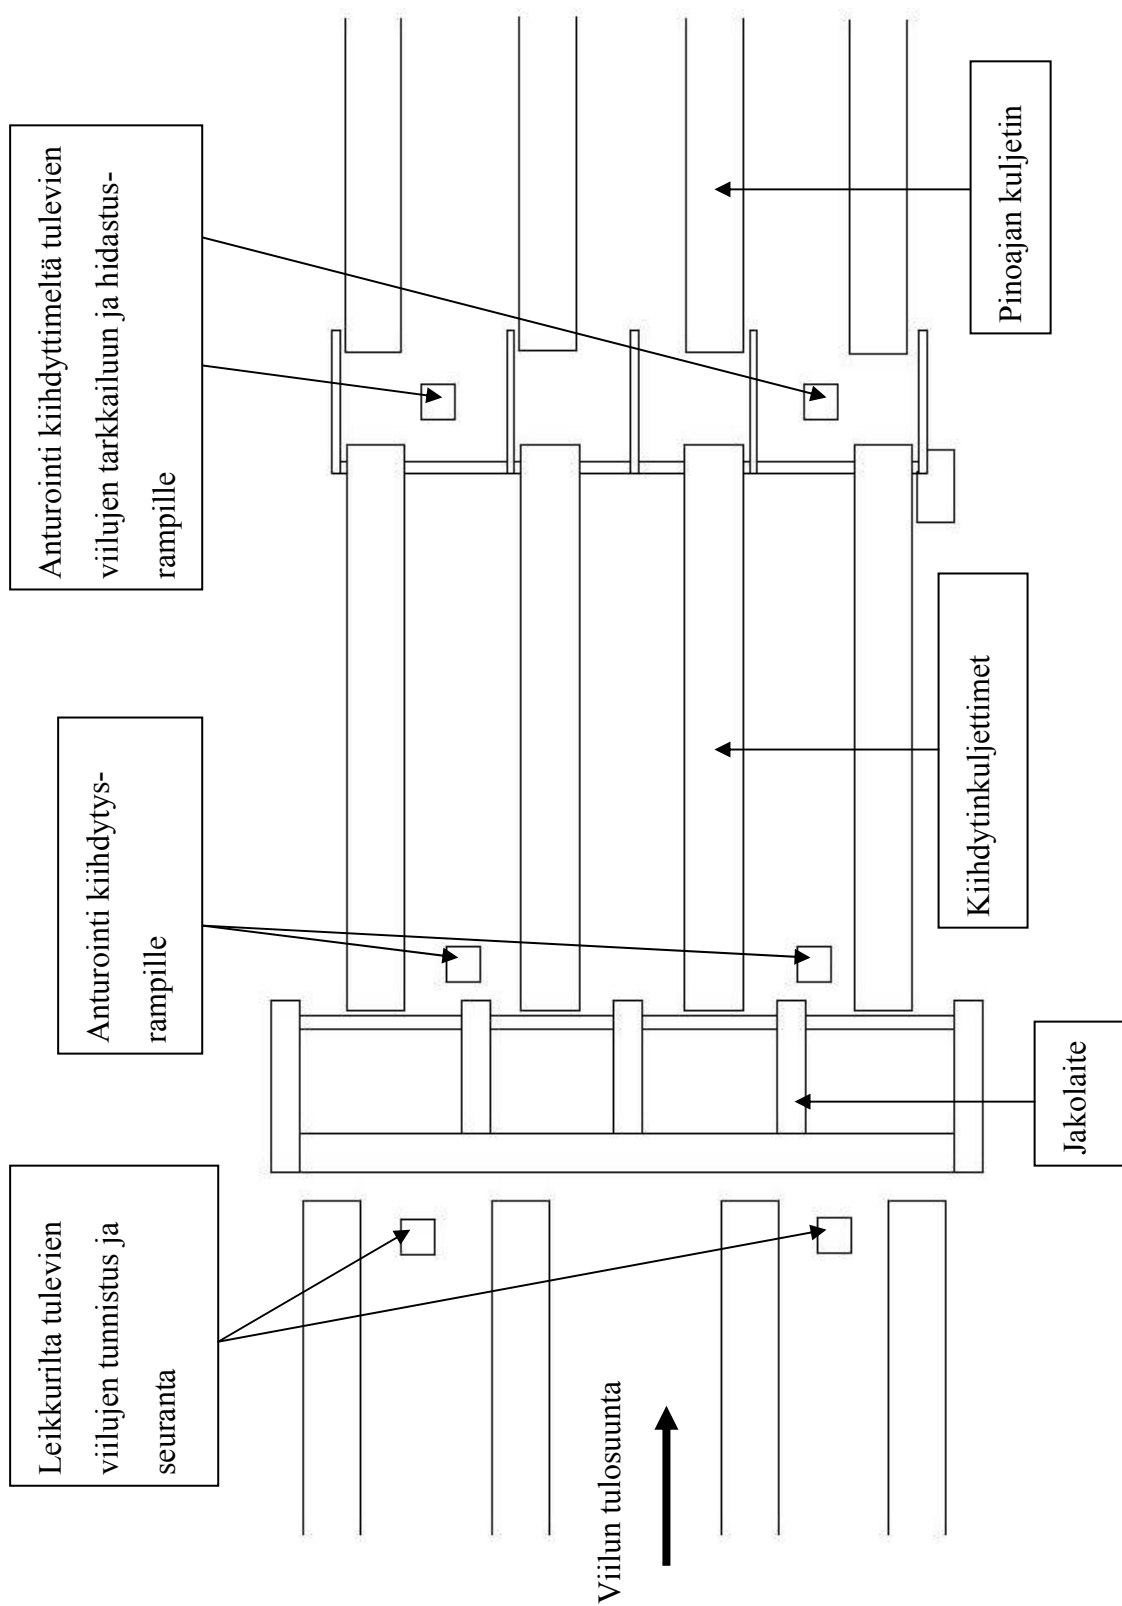 Leikkurilta tulevien
viilujen tunnistus ja
seuranta
Anturointi kiihdytys-
rampille
Anturointi kiihdyttimeltä tulevien
viilujen tarkkailuun ja hidastus-
rampille
Viilun tulosuunta
Jakolaite
Kiihdytinkuljettimet
Pinoajan kuljetin